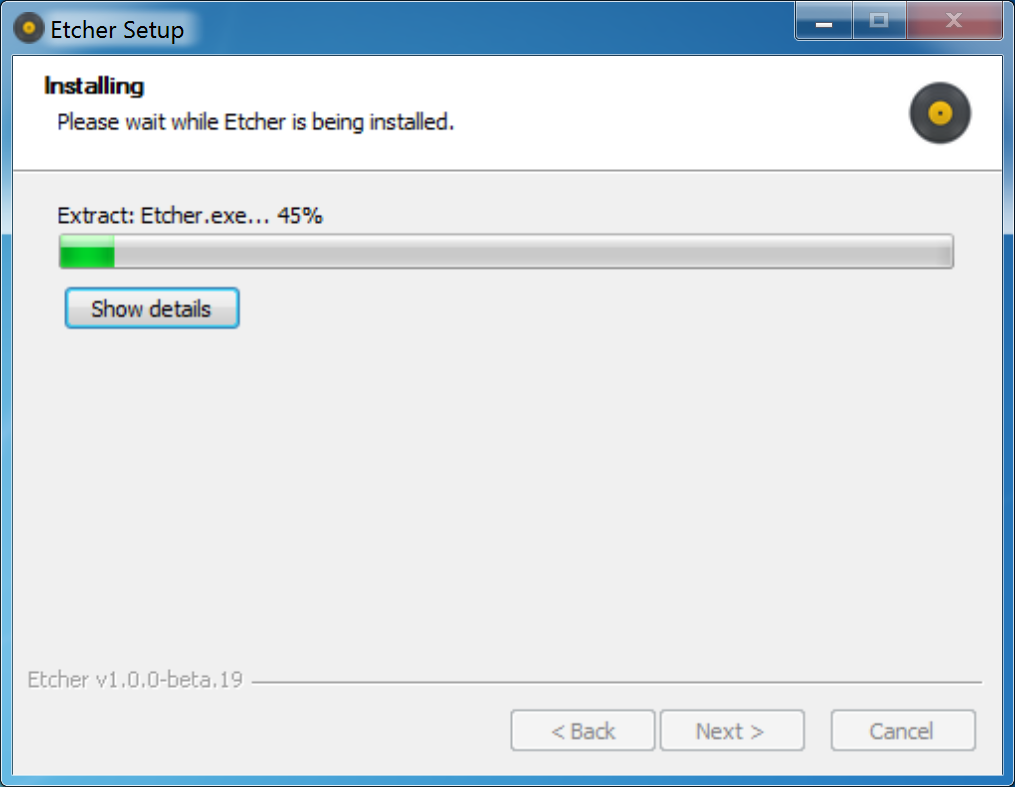 Etcher Setup
Installing
Please wait while Etcher is being installed.
Extract: Etcher.exe... 45%
Show details
Etcher v1.0.0-beta.19
< Back Next > Cancel